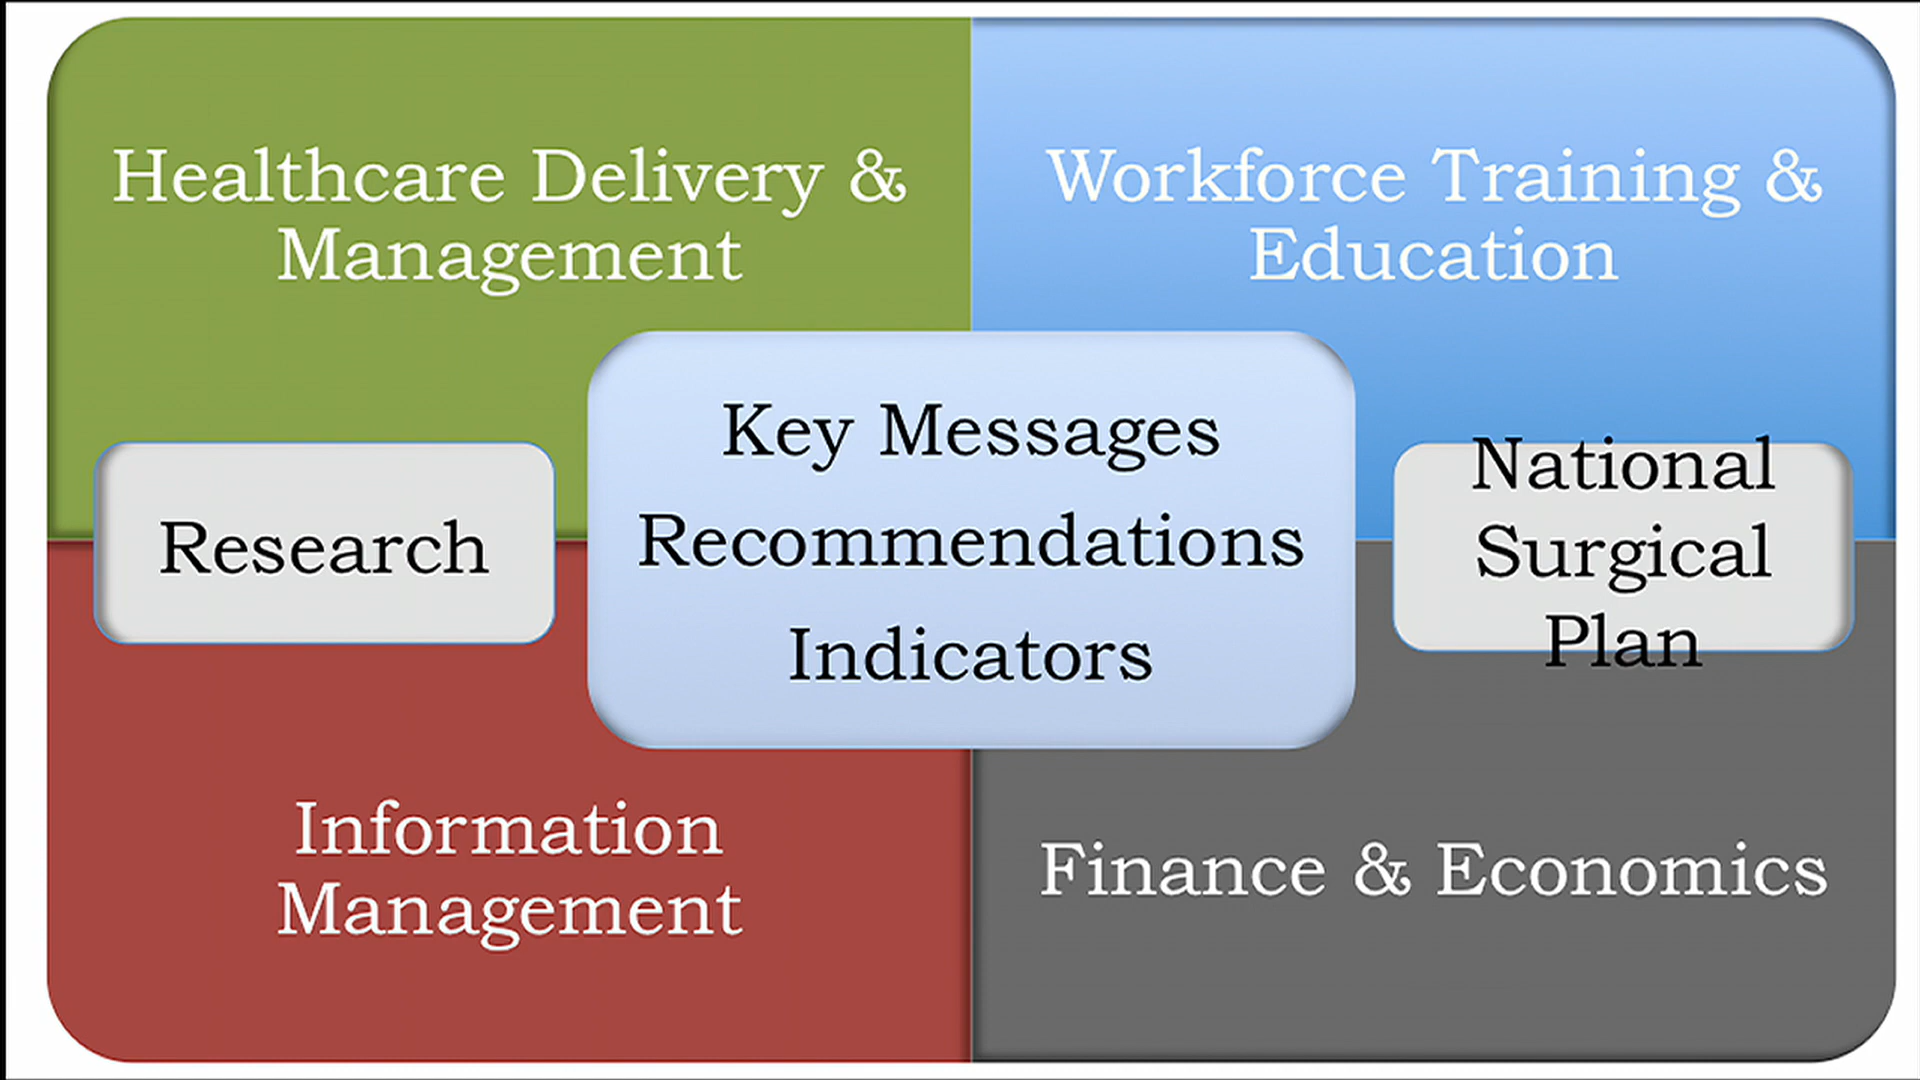 Healthcare Delivery &
Management
Workforce Training &
Education
Research
Key Messages
Recommendations
Indicators
National
Surgical
Plan
Information
Management
Finance & Economics